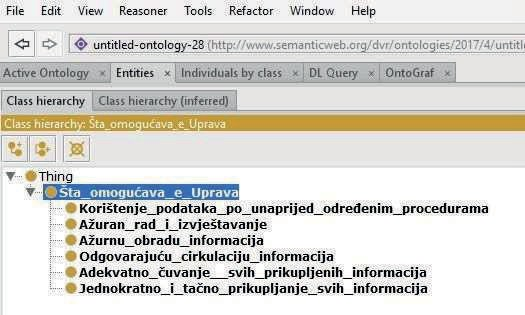 File Edit View Reasoner Tools Refactor Window Help
untitled-ontology-28 (http://www.semanticweb.org/dvr/ontologies/2017/4/untitl
Active Ontology × Entities × Individuals by class × DL Query × OntoGraf ×
Class hierarchy Class hierarchy (inferred)
Class hierarchy: Šta_omogućava_e_Uprava
Thing
Šta_omogućava_e_Uprava
Korištenje_podataka_po_unaprijed_određenim_procedurama
Ažuran_rad_i_izvještavanje
Ažurnu_obradu_informacija
Odgovarajuću_cirkulaciju_informacija
Adekvatno_čuvanje__svih_prikupljenih_informacija
Jednokratno_i_tačno_prikupljanje_svih_informacija